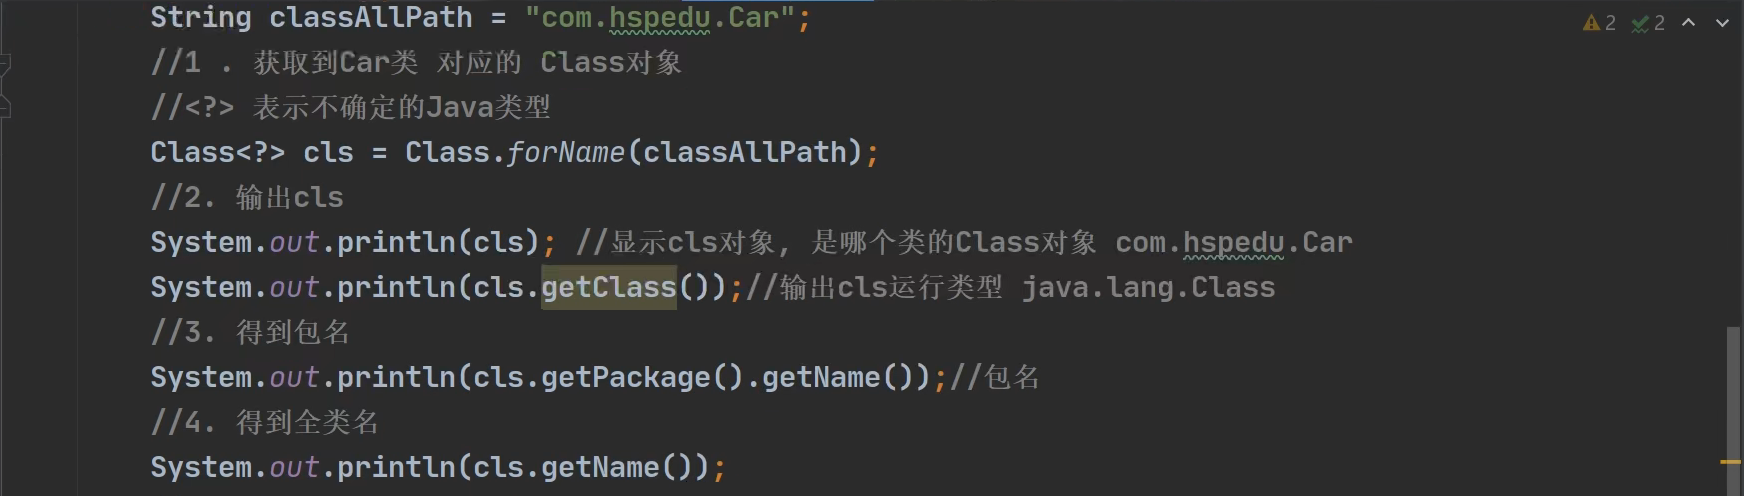 String classAllPath = "com.hspedu.Car";
2 2
//1 . 获取到Car类 对应的 Class对象
//<?> 表示不确定的Java类型
Class<?> cls = Class.forName(classAllPath);
//2. 输出cls
System.out.println(cls); //显示cls对象, 是哪个类的Class对象 com.hspedu.Car
System.out.println(cls.getClass());//输出cls运行类型 java.lang.Class
//3. 得到包名
System.out.println(cls.getPackage().getName());//包名
//4. 得到全类名
System.out.println(cls.getName());